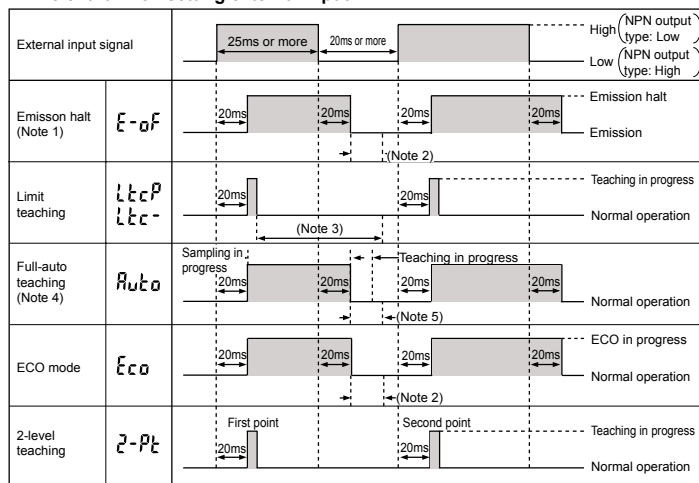 External input signal
25ms or more
20ms or more
High (NPN output type: Low)
Low (NPN output type: High)
Emisson halt (Note 1)
E-oF
20ms
20ms
20ms
20ms
Emission halt
Emission
(Note 2)
Limit teaching
LtcP
Ltc-
20ms
20ms
Teaching in progress
Normal operation
(Note 3)
Full-auto teaching (Note 4)
Auto
Sampling in progress
Teaching in progress
20ms
20ms
20ms
20ms
Normal operation
(Note 5)
ECO mode
Eco
20ms
20ms
20ms
20ms
ECO in progress
Normal operation
(Note 2)
2-level teaching
2-Pt
First point
Second point
20ms
20ms
Teaching in progress
Normal operation